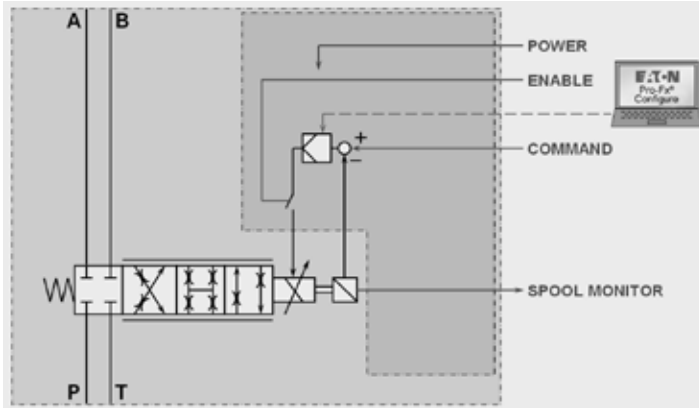 A B
POWER
ENABLE
E·T·N
Pro-Fx®
Configure
+
COMMAND
−
SPOOL MONITOR
P T